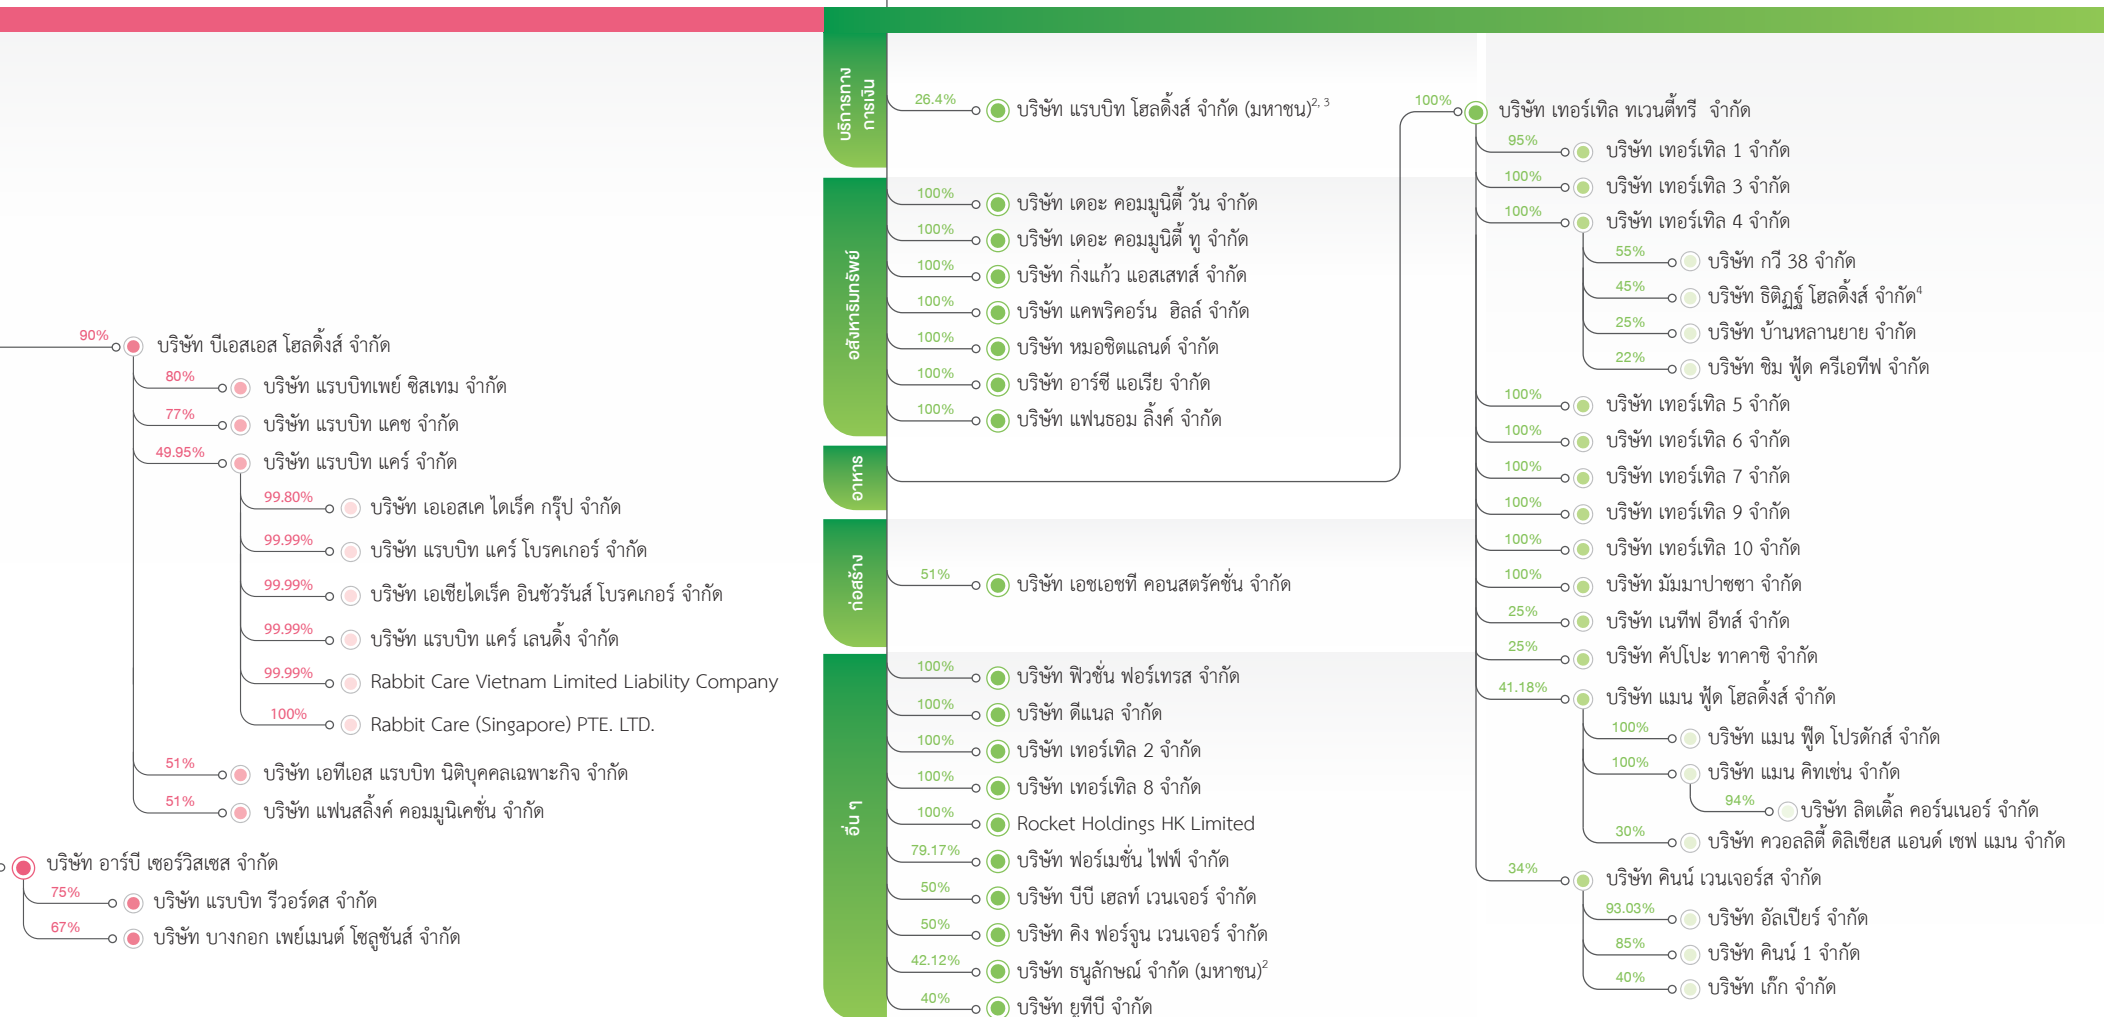 90%
บริษัท บีเอสเอส โฮลดิ้งส์ จำกัด
80%
บริษัท แรบบิทเพย์ ซิสเทม จำกัด
77%
บริษัท แรบบิท แคช จำกัด
49.95%
บริษัท แรบบิท แคร์ จำกัด
99.80%
บริษัท เอเอสเค ไดเร็ค กรุ๊ป จำกัด
99.99%
บริษัท แรบบิท แคร์ โบรคเกอร์ จำกัด
99.99%
บริษัท เอเชียไดเร็ค อินชัวรันส์ โบรคเกอร์ จำกัด
99.99%
บริษัท แรบบิท แคร์ เลนดิ้ง จำกัด
99.99%
Rabbit Care Vietnam Limited Liability Company
100%
Rabbit Care (Singapore) PTE. LTD.
51%
บริษัท เอทีเอส แรบบิท นิติบุคคลเฉพาะกิจ จำกัด
51%
บริษัท แฟนสลิ้งค์ คอมมูนิเคชั่น จำกัด
บริษัท อาร์บี เซอร์วิสเซส จำกัด
75%
บริษัท แรบบิท รีวอร์ดส จำกัด
67%
บริษัท บางกอก เพย์เมนต์ โซลูชันส์ จำกัด
บริการทาง
การเงิน
26.4%
บริษัท แรบบิท โฮลดิ้งส์ จำกัด (มหาชน)2, 3
อสังหาริมทรัพย์
100%
บริษัท เดอะ คอมมูนิตี้ วัน จำกัด
100%
บริษัท เดอะ คอมมูนิตี้ ทู จำกัด
100%
บริษัท กิ่งแก้ว แอสเสทส์ จำกัด
100%
บริษัท แคพริคอร์น ฮิลล์ จำกัด
100%
บริษัท หมอชิตแลนด์ จำกัด
100%
บริษัท อาร์ซี แอเรีย จำกัด
100%
บริษัท แฟนธอม ลิ้งค์ จำกัด
อาหาร
ก่อสร้าง
51%
บริษัท เอชเอชที คอนสตรัคชั่น จำกัด
อื่น ๆ
100%
บริษัท ฟิวชั่น ฟอร์เทรส จำกัด
100%
บริษัท ดีแนล จำกัด
100%
บริษัท เทอร์เทิล 2 จำกัด
100%
บริษัท เทอร์เทิล 8 จำกัด
100%
Rocket Holdings HK Limited
79.17%
บริษัท ฟอร์เมชั่น ไฟฟ์ จำกัด
50%
บริษัท บีบี เฮลท์ เวนเจอร์ จำกัด
50%
บริษัท คิง ฟอร์จูน เวนเจอร์ จำกัด
42.12%
บริษัท ธนูลักษณ์ จำกัด (มหาชน)2
40%
บริษัท ยูทีบี จำกัด
100%
บริษัท เทอร์เทิล ทเวนตี้ทรี จำกัด
95%
บริษัท เทอร์เทิล 1 จำกัด
100%
บริษัท เทอร์เทิล 3 จำกัด
100%
บริษัท เทอร์เทิล 4 จำกัด
55%
บริษัท กวี 38 จำกัด
45%
บริษัท ธิติฏฐ์ โฮลดิ้งส์ จำกัด4
25%
บริษัท บ้านหลานยาย จำกัด
22%
บริษัท ชิม ฟู้ด ครีเอทีฟ จำกัด
100%
บริษัท เทอร์เทิล 5 จำกัด
100%
บริษัท เทอร์เทิล 6 จำกัด
100%
บริษัท เทอร์เทิล 7 จำกัด
100%
บริษัท เทอร์เทิล 9 จำกัด
100%
บริษัท เทอร์เทิล 10 จำกัด
100%
บริษัท มัมมาปาซซา จำกัด
25%
บริษัท เนทีฟ อีทส์ จำกัด
25%
บริษัท คัปโปะ ทาคาชิ จำกัด
41.18%
บริษัท แมน ฟู้ด โฮลดิ้งส์ จำกัด
100%
บริษัท แมน ฟู๊ด โปรดักส์ จำกัด
100%
บริษัท แมน คิทเช่น จำกัด
94%
บริษัท ลิตเติ้ล คอร์นเนอร์ จำกัด
30%
บริษัท ควอลลิตี้ ดิลิเชียส แอนด์ เชฟ แมน จำกัด
34%
บริษัท คินน์ เวนเจอร์ส จำกัด
93.03%
บริษัท อัลเปียร์ จำกัด
85%
บริษัท คินน์ 1 จำกัด
40%
บริษัท เก๊ก จำกัด